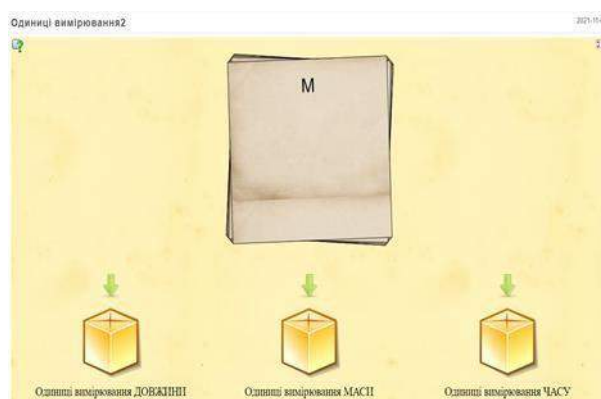 Одиниці вимірювання2
М
Одиниці вимірювання ДОВЖИНИ
Одиниці вимірювання МАСИ
Одиниці вимірювання ЧАСУ